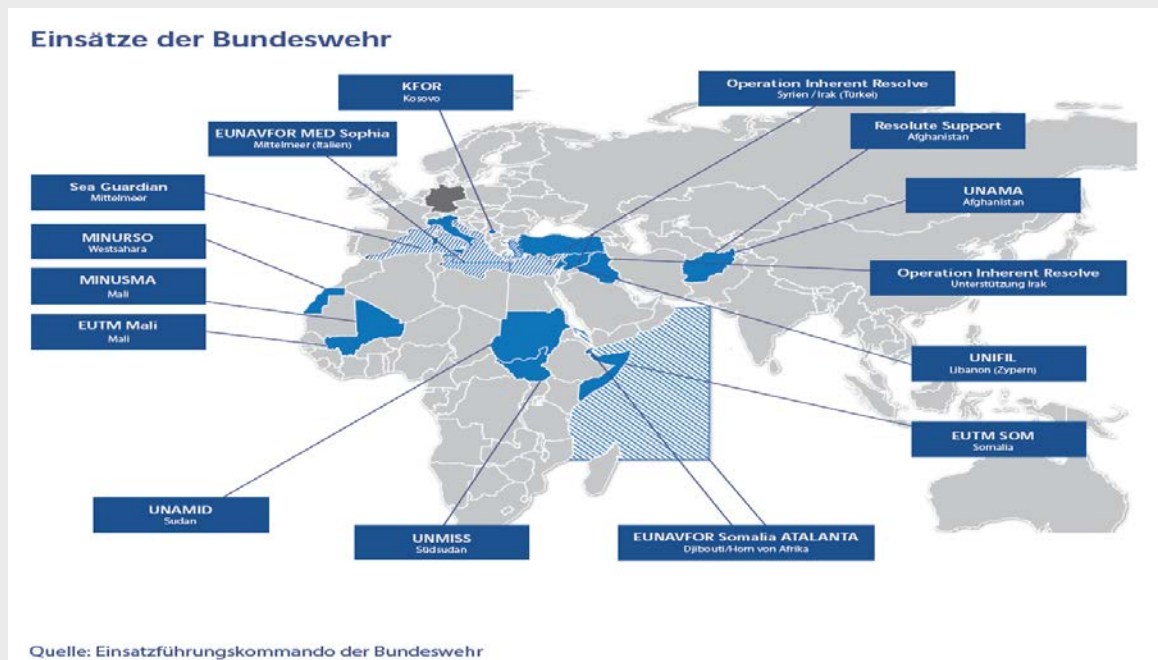 Einsätze der Bundeswehr
KFOR
Kosovo
Operation Inherent Resolve
Syrien / Irak (Türkei)
EUNAVFOR MED Sophia
Mittelmeer (Italien)
Resolute Support
Afghanistan
Sea Guardian
Mittelmeer
UNAMA
Afghanistan
MINURSO
Westsahara
MINUSMA
Mali
Operation Inherent Resolve
Unterstützung Irak
EUTM Mali
Mali
UNIFIL
Libanon (Zypern)
EUTM SOM
Somalia
UNAMID
Sudan
UNMISS
Südsudan
EUNAVFOR Somalia ATALANTA
Djibouti/Horn von Afrika
Quelle: Einsatzführungskommando der Bundeswehr